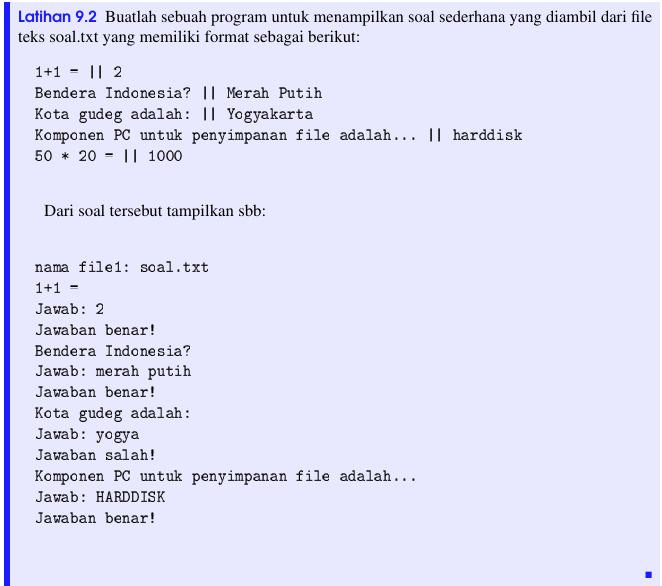 Latihan 9.2 Buatlah sebuah program untuk menampilkan soal sederhana yang diambil dari file
teks soal.txt yang memiliki format sebagai berikut:
1+1 = || 2
Bendera Indonesia? || Merah Putih
Kota gudeg adalah: || Yogyakarta
Komponen PC untuk penyimpanan file adalah... || harddisk
50 * 20 = || 1000
Dari soal tersebut tampilkan sbb:
nama file1: soal.txt
1+1 =
Jawab: 2
Jawaban benar!
Bendera Indonesia?
Jawab: merah putih
Jawaban benar!
Kota gudeg adalah:
Jawab: yogya
Jawaban salah!
Komponen PC untuk penyimpanan file adalah...
Jawab: HARDDISK
Jawaban benar!